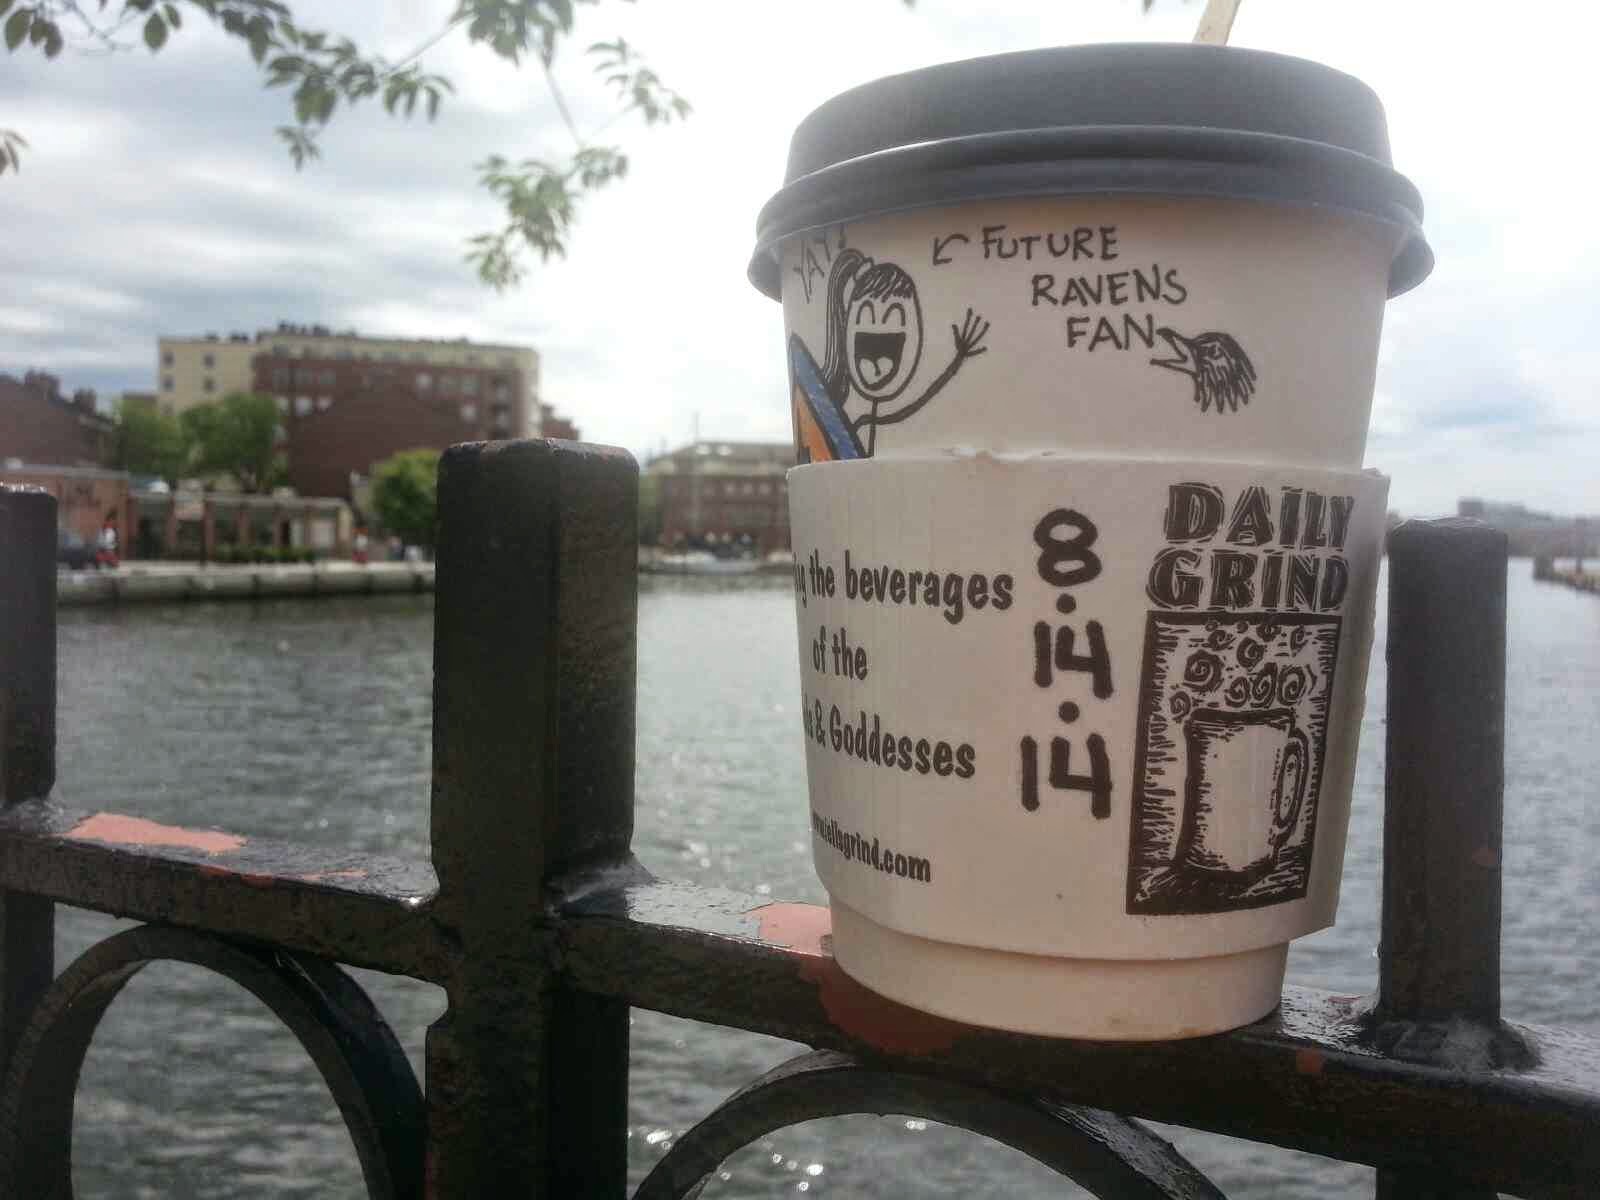 YAY!
FUTURE
RAVENS
FAN
the beverages
of the
& Goddesses
8.
14.
14
DAILY
GRIND